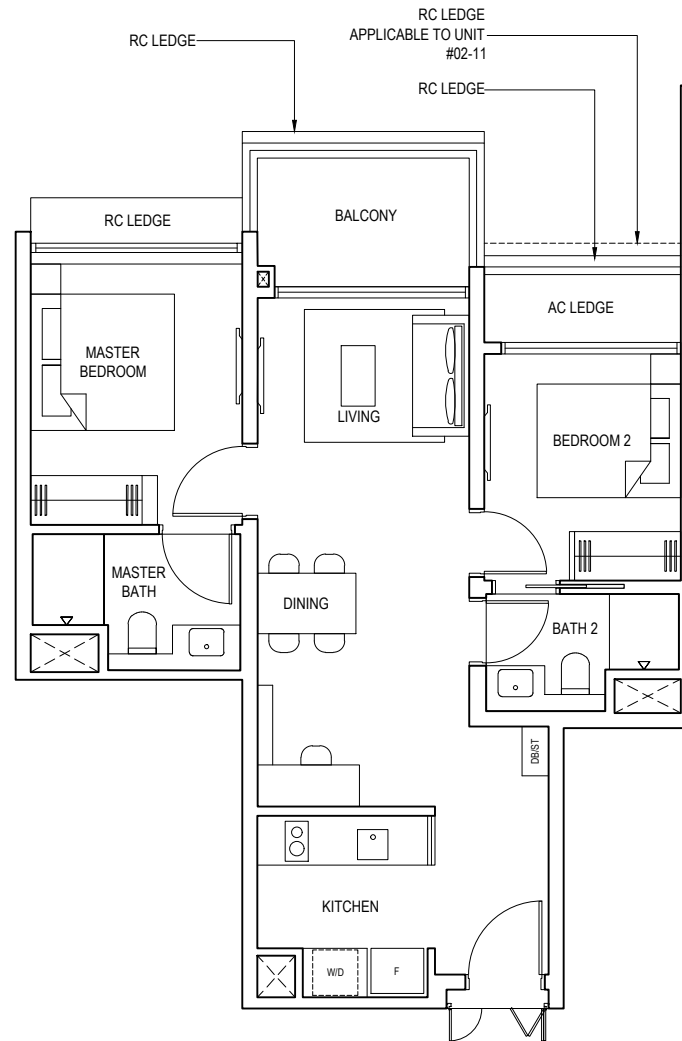 RC LEDGE
APPLICABLE TO UNIT
#02-11
RC LEDGE
RC LEDGE
RC LEDGE
BALCONY
AC LEDGE
MASTER
BEDROOM
LIVING
BEDROOM 2
MASTER
BATH
DINING
BATH 2
DB/ST
KITCHEN
W/D
F